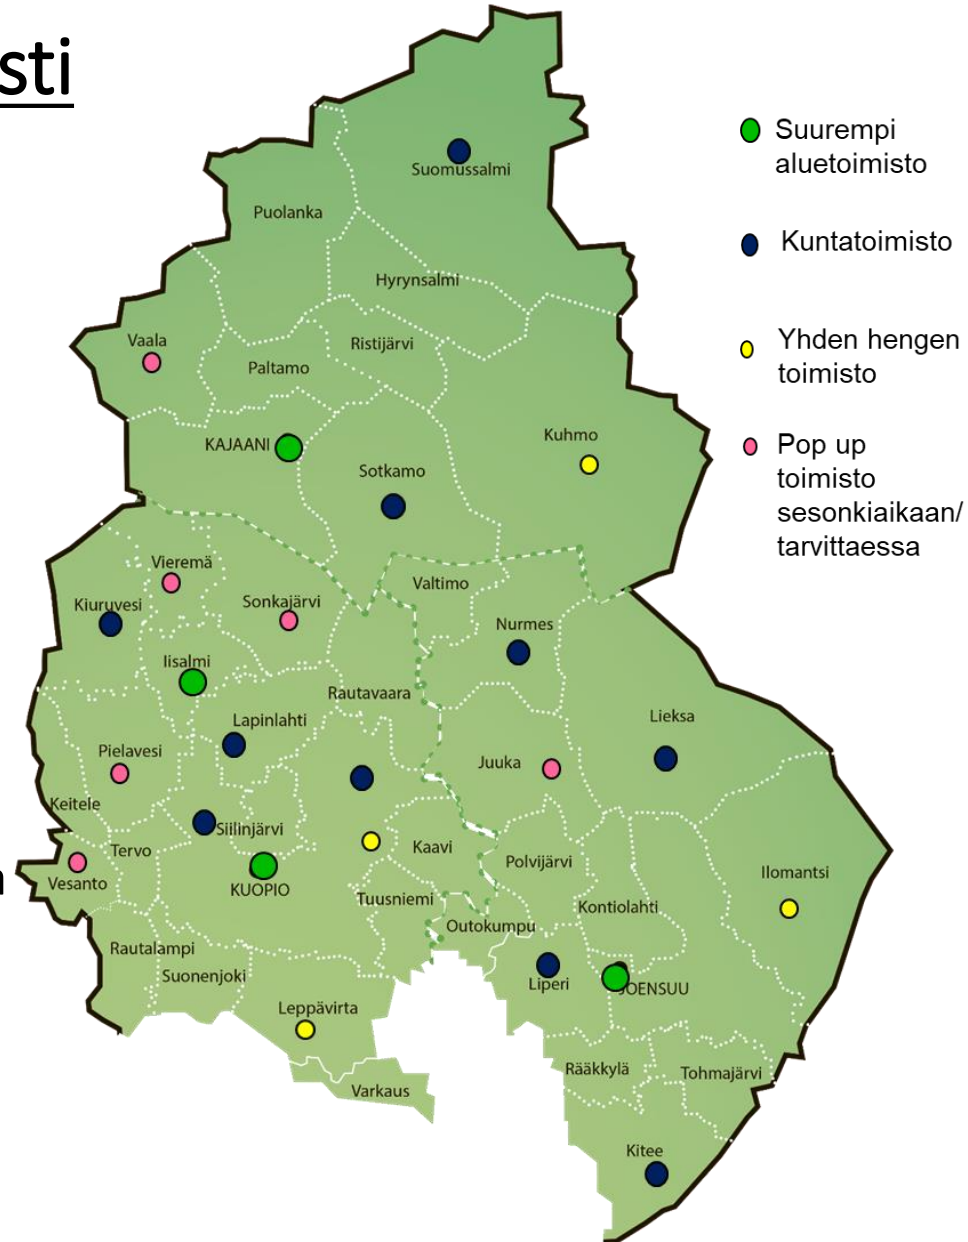 sti
Suurempi
aluetoimisto
Kuntatoimisto
Yhden hengen
toimisto
Pop up
toimisto
sesonkiaikaan/
tarvittaessa
Suomussalmi
Puolanka
Hyrynsalmi
Vaala
Ristijärvi
Paltamo
KAJAANI
Kuhmo
Sotkamo
Vieremä
Valtimo
Kiuruvesi
Sonkajärvi
Nurmes
Iisalmi
Rautavaara
Lapinlahti
Lieksa
Pielavesi
Juuka
Keitele
Siilinjärvi
Tervo
Kaavi
Polvijärvi
Ilomantsi
n
Vesanto
KUOPIO
Tuusniemi
Kontiolahti
Outokumpu
Rautalampi
Suonenjoki
Liperi
JOENSUU
Leppävirta
Rääkkylä
Tohmajärvi
Varkaus
Kitee